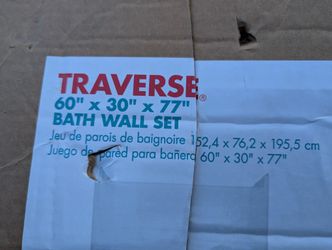 TRAVERSE®
60" x 30" x 77"
BATH WALL SET
Jeu de parois de baignoire 152,4 x 76,2 x 195,5 cm
Juego de pared para bañera 60" x 30" x 77"